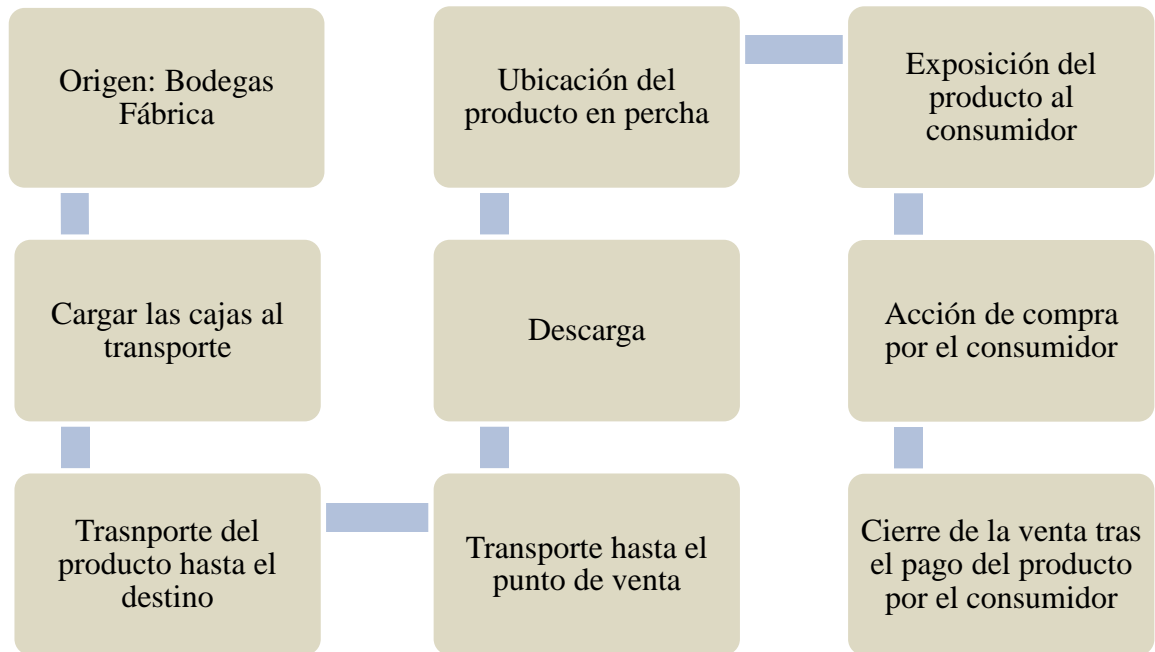 Origen: Bodegas
Fábrica
Cargar las cajas al
transporte
Trasnporte del
producto hasta el
destino
Transporte hasta el
punto de venta
Descarga
Ubicación del
producto en percha
Exposición del
producto al
consumidor
Acción de compra
por el consumidor
Cierre de la venta tras
el pago del producto
por el consumidor